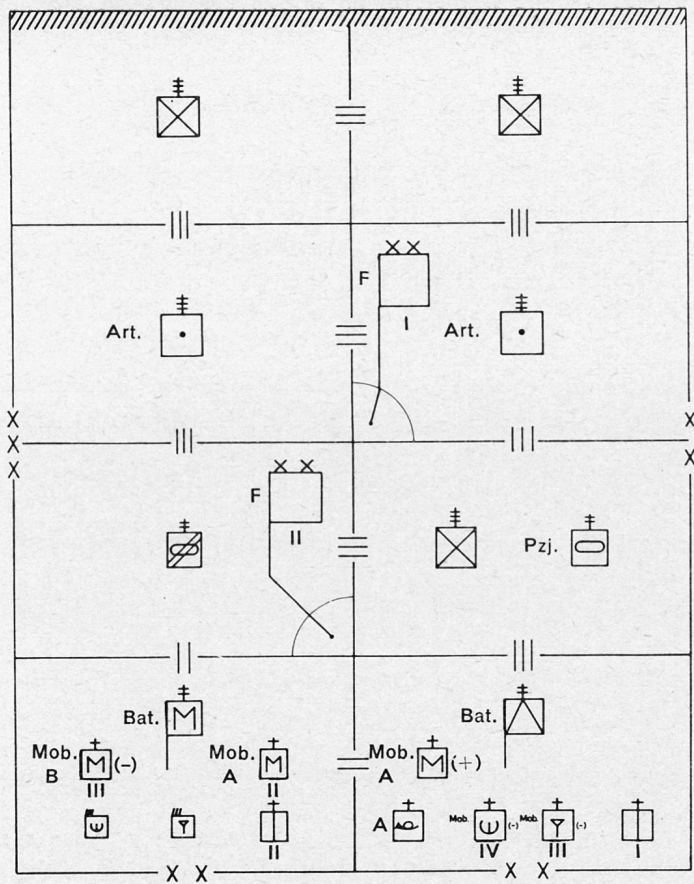 F
I
Art.
Art.
F
II
Pzj.
Bat.
M
Bat.
Mob.
B
M (-)
III
Mob.
A
M
II
Mob.
A
M (+)
II
A
Mob.
(-)
IV
Mob.
(-)
III
I